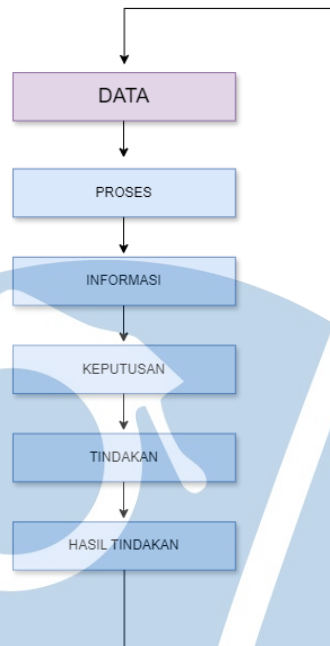 DATA
PROSES
INFORMASI
KEPUTUSAN
TINDAKAN
HASIL TINDAKAN